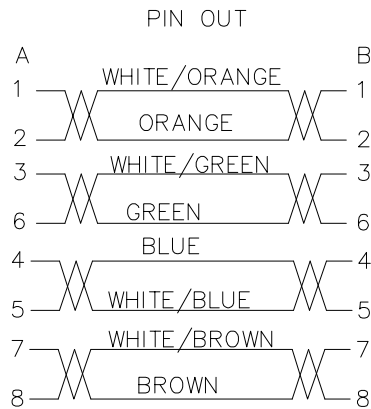 PIN OUT
A B
1 WHITE/ORANGE 1
2 ORANGE 2
3 WHITE/GREEN 3
6 GREEN 6
4 BLUE 4
5 WHITE/BLUE 5
7 WHITE/BROWN 7
8 BROWN 8